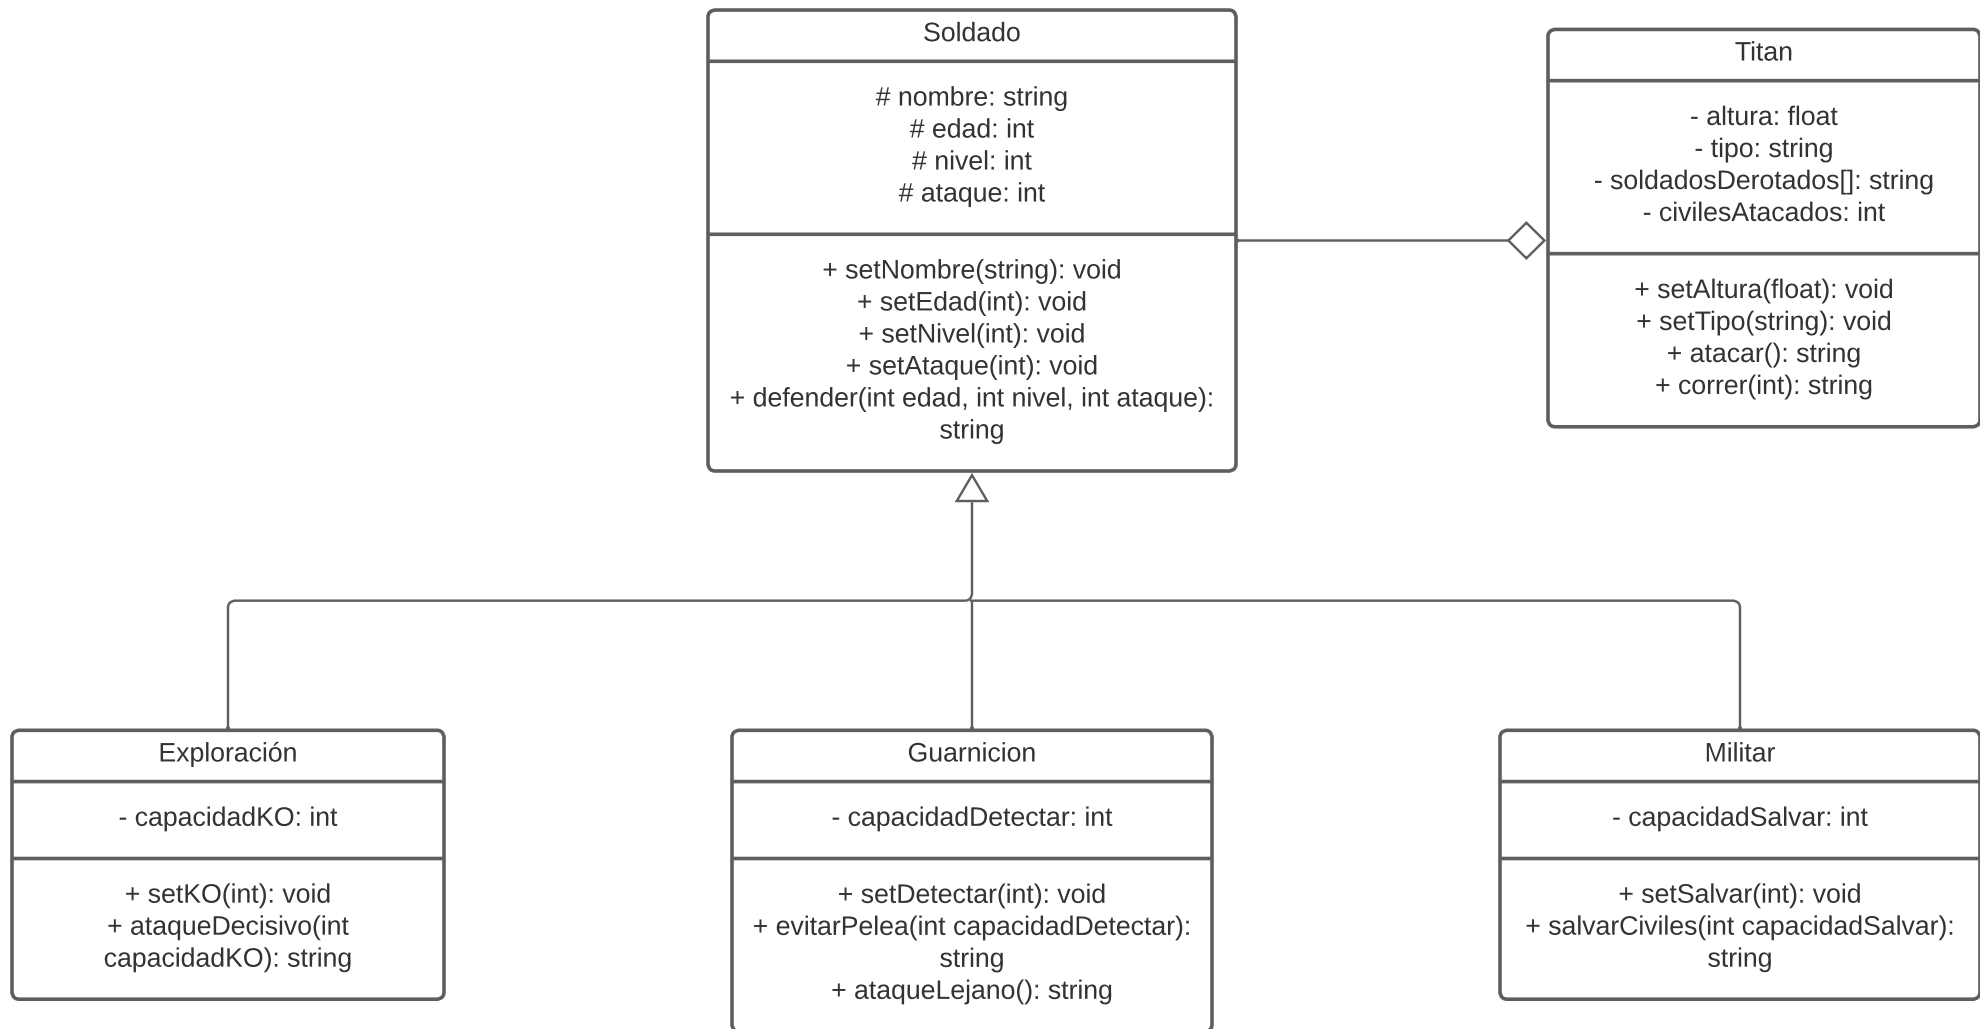 Soldado
# nombre: string
# edad: int
# nivel: int
# ataque: int
+ setNombre(string): void
+ setEdad(int): void
+ setNivel(int): void
+ setAtaque(int): void
+ defender(int edad, int nivel, int ataque):
string
Titan
- altura: float
- tipo: string
- soldadosDerotados[]: string
- civilesAtacados: int
+ setAltura(float): void
+ setTipo(string): void
+ atacar(): string
+ correr(int): string
Exploración
- capacidadKO: int
+ setKO(int): void
+ ataqueDecisivo(int
capacidadKO): string
Guarnicion
- capacidadDetectar: int
+ setDetectar(int): void
+ evitarPelea(int capacidadDetectar):
string
+ ataqueLejano(): string
Militar
- capacidadSalvar: int
+ setSalvar(int): void
+ salvarCiviles(int capacidadSalvar):
string